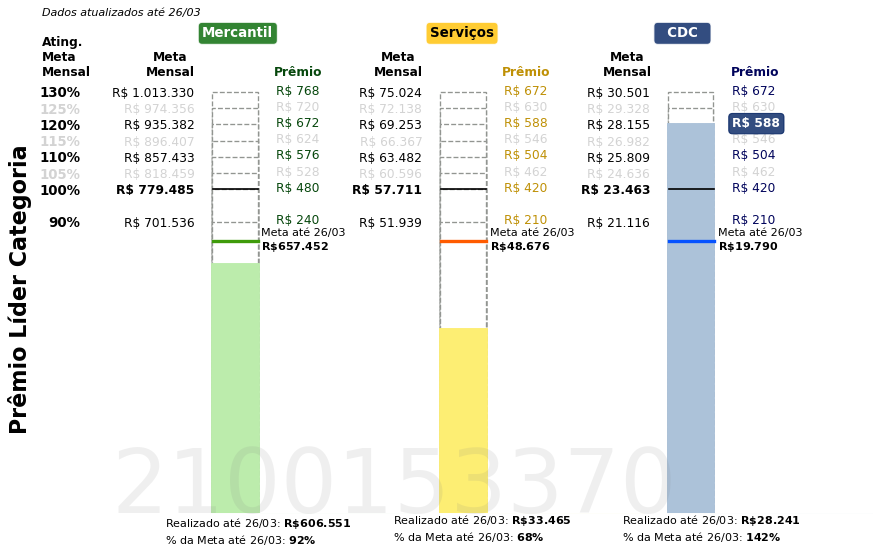 Dados atualizados até 26/03
Mercantil Serviços CDC
Ating. Meta Mensal Meta Mensal Prêmio Meta Mensal Prêmio Meta Mensal Prêmio
130% R$ 1.013.330 R$ 768 R$ 75.024 R$ 672 R$ 30.501 R$ 672
125% R$ 974.356 R$ 720 R$ 72.138 R$ 630 R$ 29.328 R$ 630
120% R$ 935.382 R$ 672 R$ 69.253 R$ 588 R$ 28.155 R$ 588
115% R$ 896.407 R$ 624 R$ 66.367 R$ 546 R$ 26.982 R$ 546
110% R$ 857.433 R$ 576 R$ 63.482 R$ 504 R$ 25.809 R$ 504
105% R$ 818.459 R$ 528 R$ 60.596 R$ 462 R$ 24.636 R$ 462
100% R$ 779.485 R$ 480 R$ 57.711 R$ 420 R$ 23.463 R$ 420
90% R$ 701.536 R$ 240 R$ 51.939 R$ 210 R$ 21.116 R$ 210
Meta até 26/03 Meta até 26/03 Meta até 26/03
R$657.452 R$48.676 R$19.790
Prêmio Líder Categoria
2100153370
Realizado até 26/03: R$606.551 Realizado até 26/03: R$33.465 Realizado até 26/03: R$28.241
% da Meta até 26/03: 92% % da Meta até 26/03: 68% % da Meta até 26/03: 142%